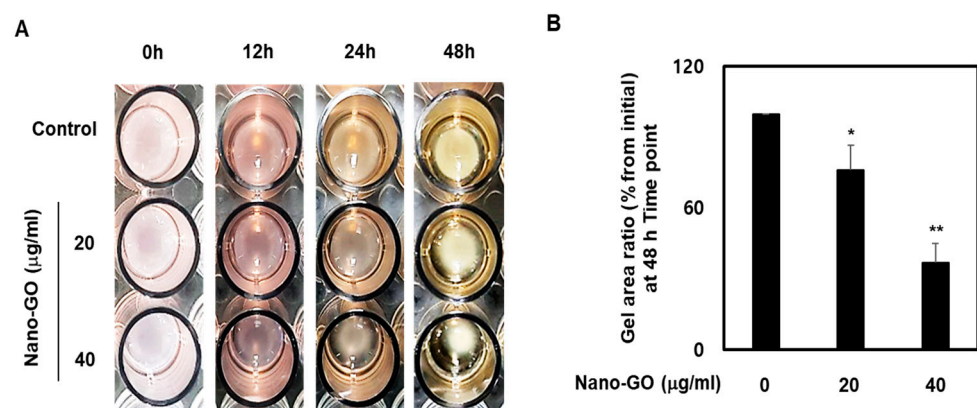 A
0h 12h 24h 48h
Control
Nano-GO (μg/ml)
20
40
B
Gel area ratio (% from initial)
at 48 h Time point
120
60
0
*
**
Nano-GO (μg/ml) 0 20 40